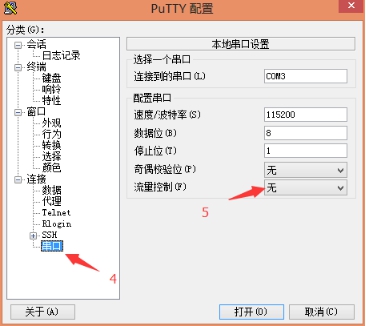 PuTTY 配置
分类(G):
会话
日志记录
终端
键盘
响铃
特性
窗口
外观
行为
转换
选择
颜色
连接
数据
代理
Telnet
Rlogin
SSH
串口
4
本地串口设置
选择一个串口
连接到的串口(L) COM3
配置串口
速度/波特率(S) 115200
数据位(B) 8
停止位(T) 1
奇偶校验位(P) 无
流量控制(F) 无
5
关于(A) 打开(O) 取消(C)